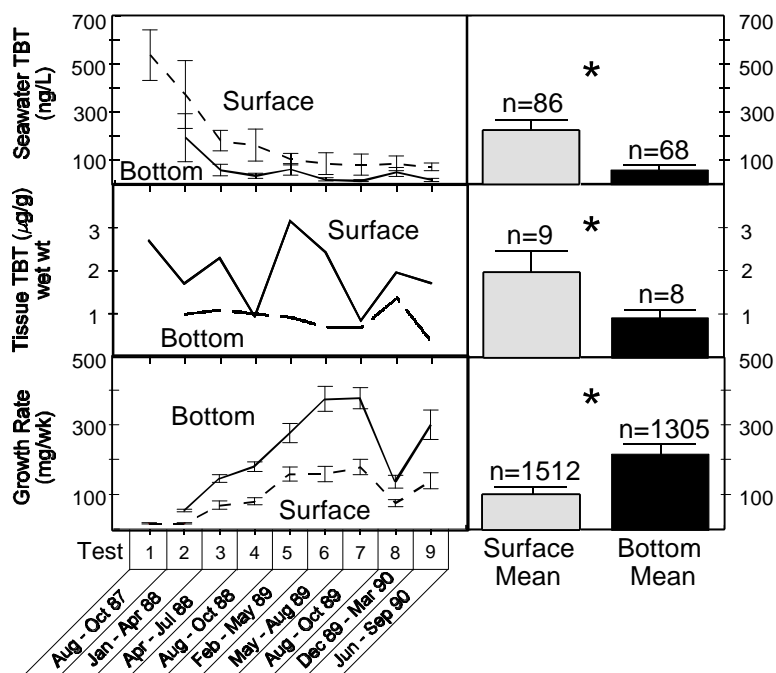 Seawater TBT
(ng/L)
700
500
300
100
Surface
Bottom
n=86
*
n=68
700
500
300
100
Tissue TBT (μg/g)
wet wt
3
2
1
Surface
Bottom
n=9
*
n=8
3
2
1
Growth Rate
(mg/wk)
500
300
100
Bottom
Surface
n=1512
*
n=1305
500
300
100
Test 1 2 3 4 5 6 7 8 9
Surface
Mean
Bottom
Mean
Aug - Oct 87
Jan - Apr 88
Apr - Jul 88
Aug - Oct 88
Feb - May 89
May - Aug 89
Aug - Oct 89
Dec 89 - Mar 90
Jun - Sep 90